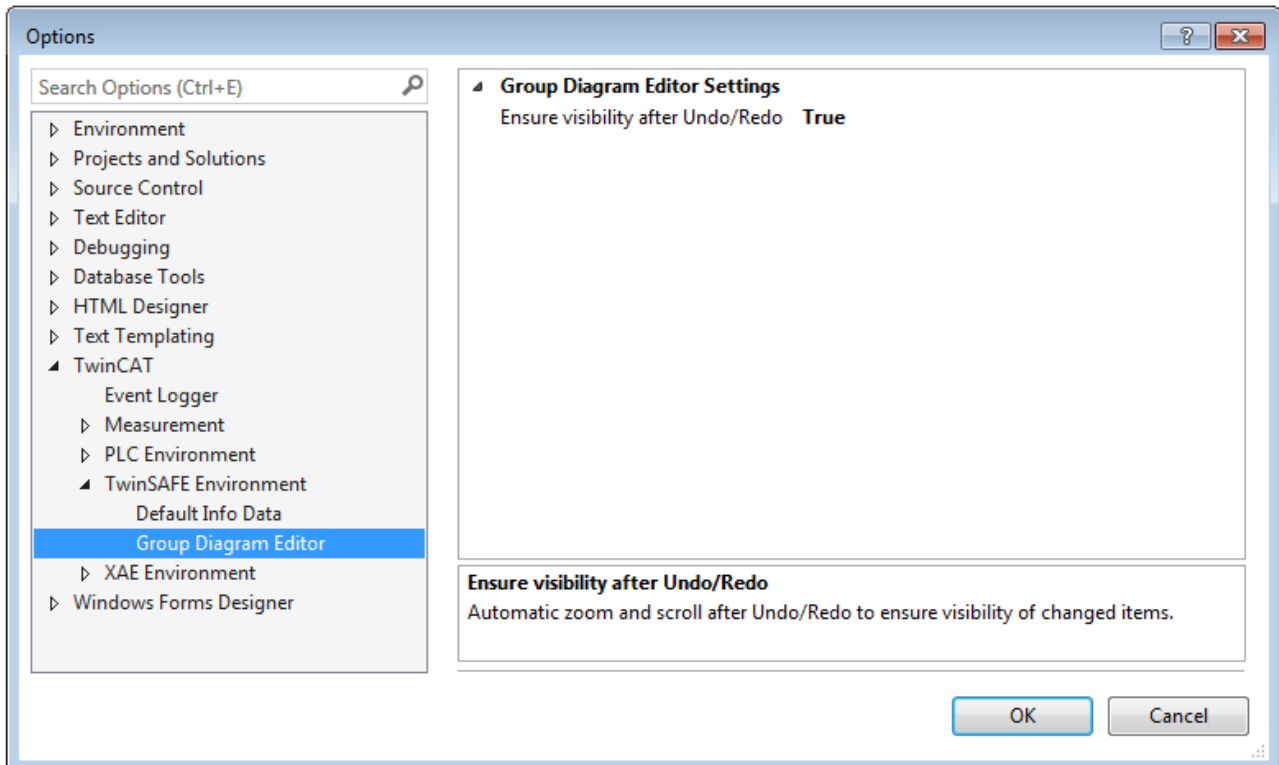 Options
Search Options (Ctrl+E)
Environment
Projects and Solutions
Source Control
Text Editor
Debugging
Database Tools
HTML Designer
Text Templating
TwinCAT
Event Logger
Measurement
PLC Environment
TwinSAFE Environment
Default Info Data
Group Diagram Editor
XAE Environment
Windows Forms Designer
Group Diagram Editor Settings
Ensure visibility after Undo/Redo True
Ensure visibility after Undo/Redo
Automatic zoom and scroll after Undo/Redo to ensure visibility of changed items.
OK Cancel